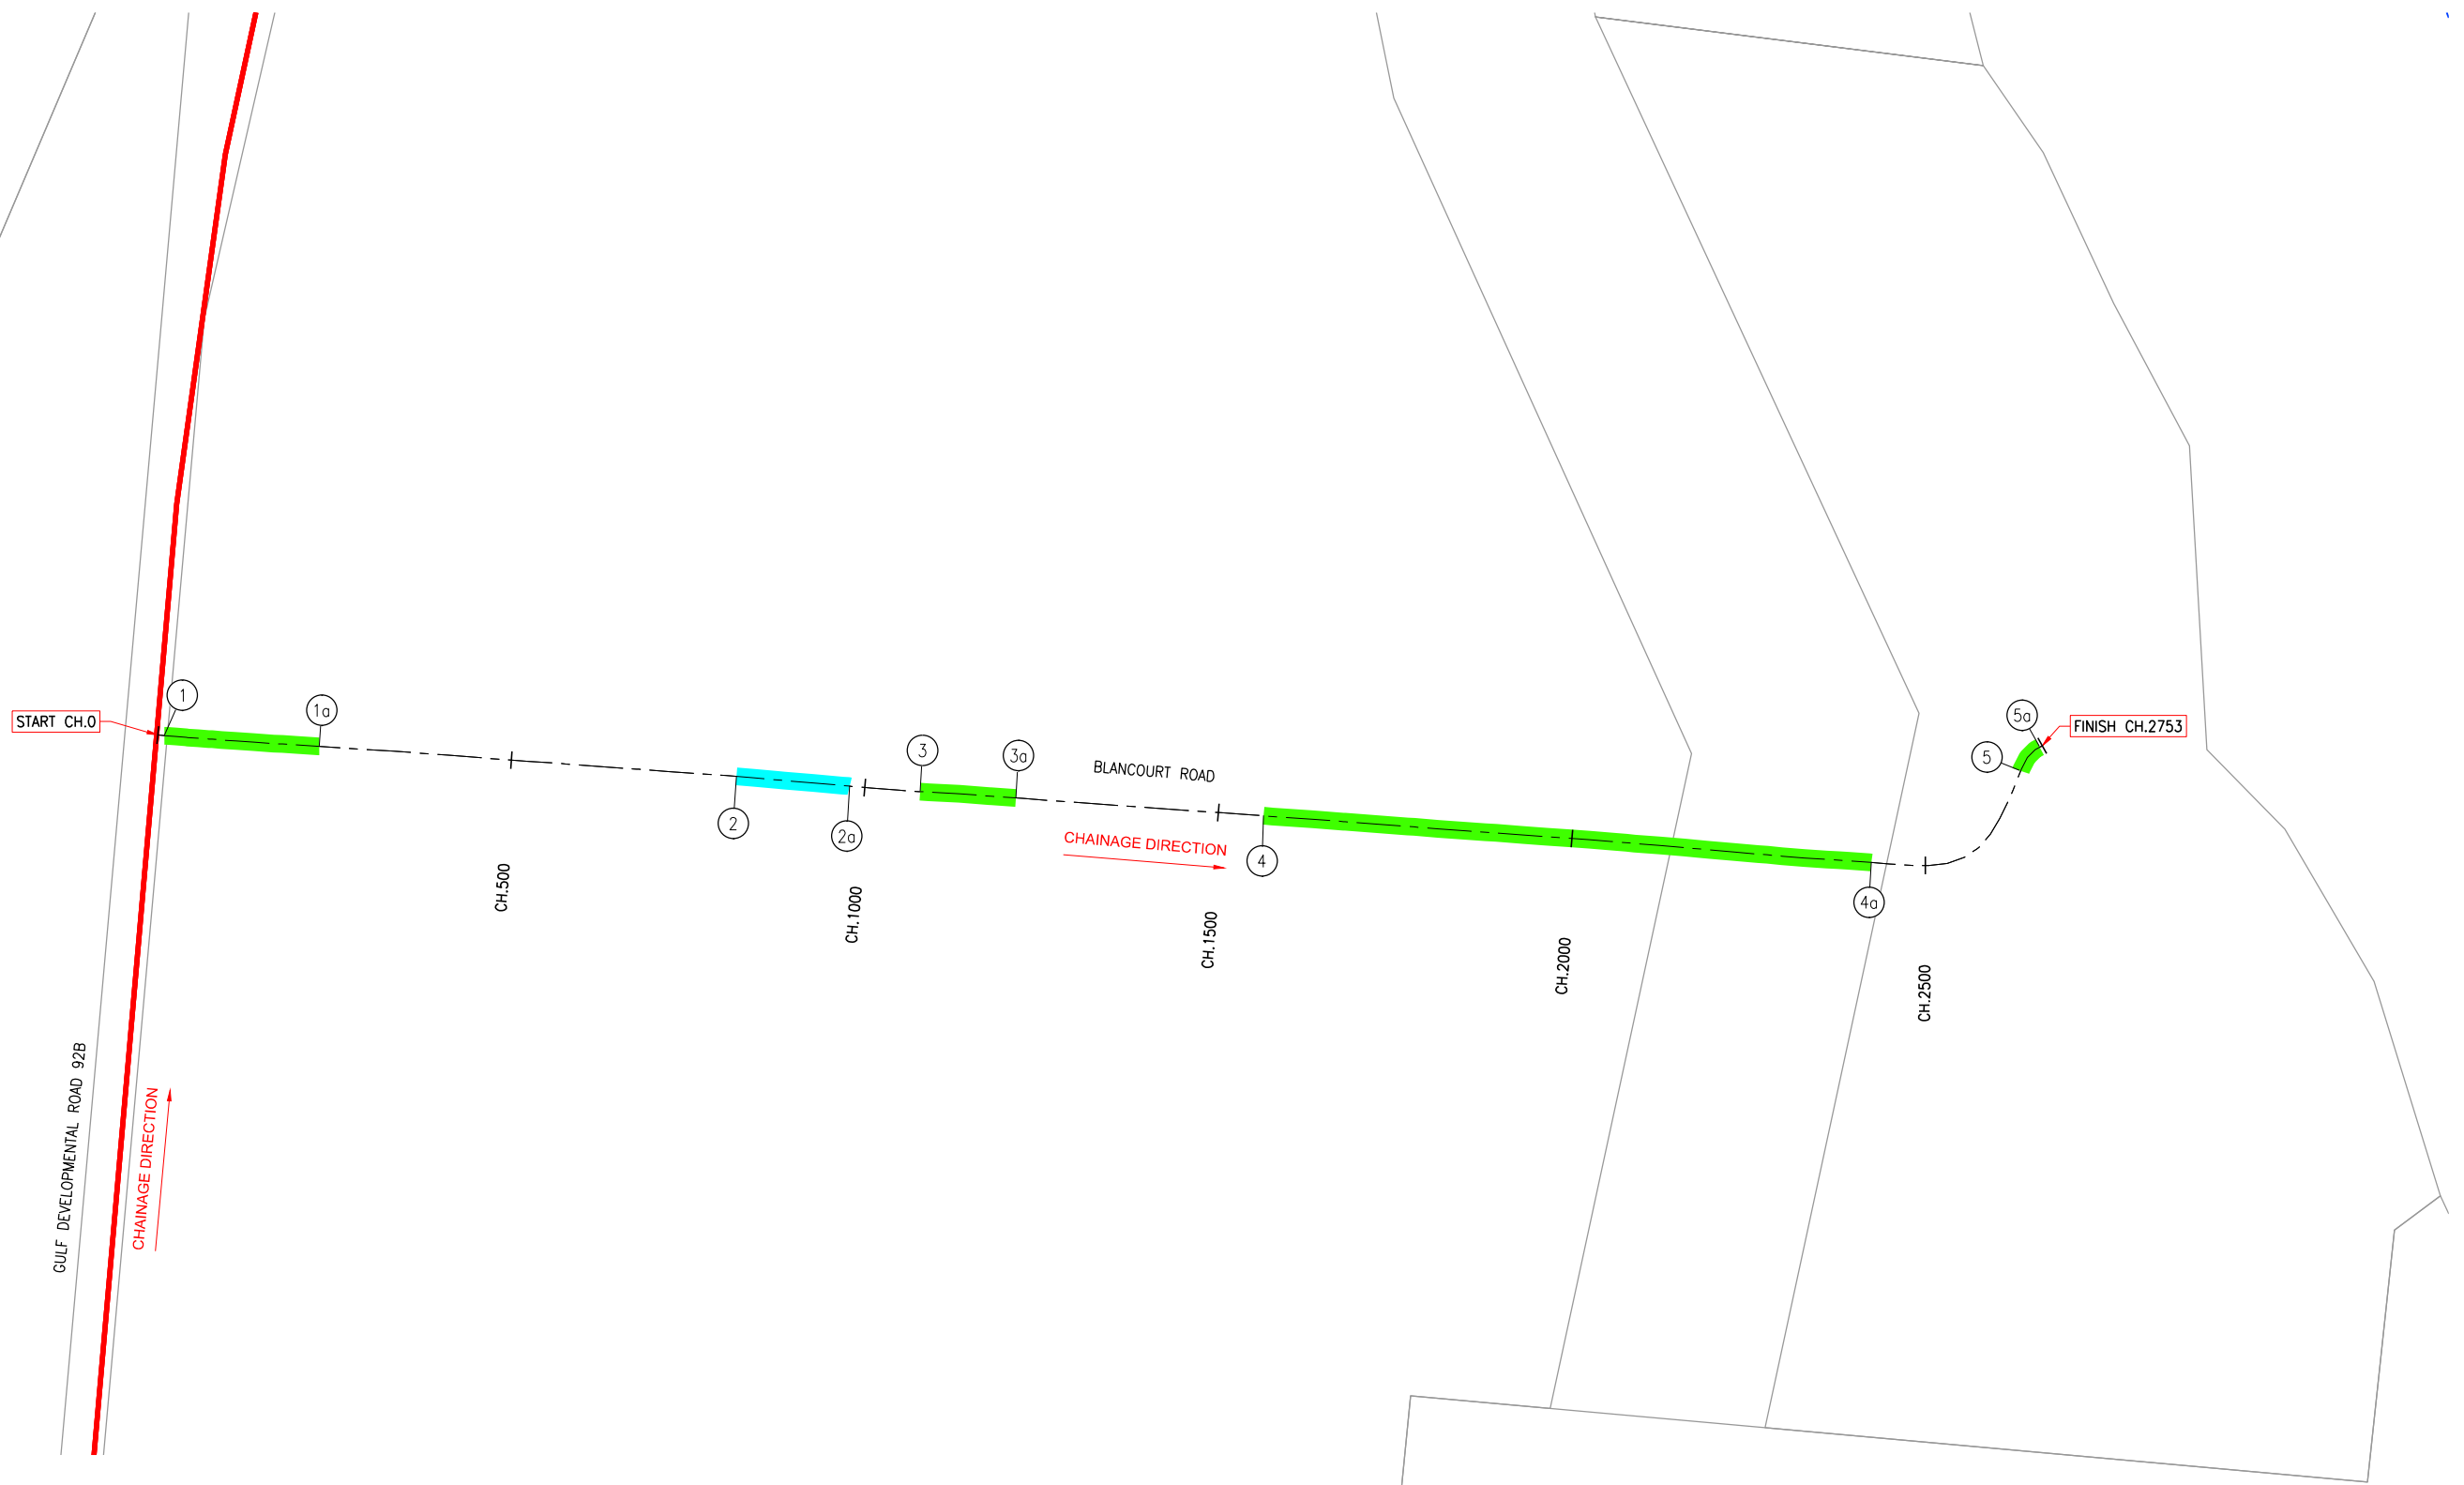 1
1a
START CH.0
5a
FINISH CH.2753
3
3a
5
BLANCOURT ROAD
2
2a
CHAINAGE DIRECTION
4
4a
CH.500
CH.1000
CH.1500
CH.2000
CH.2500
GULF DEVELOPMENTAL ROAD 92B
CHAINAGE DIRECTION